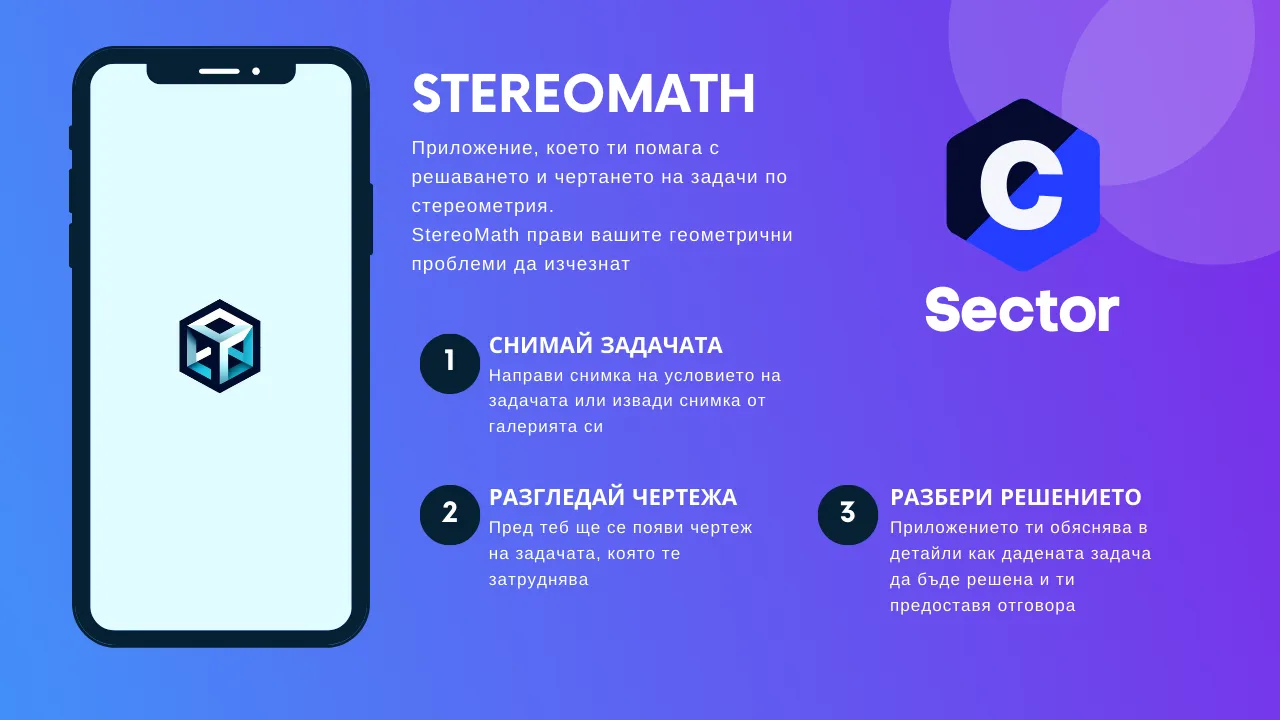 STEREOMATH
Приложение, което ти помага с
решаването и чертането на задачи по
стереометрия.
StereoMath прави вашите геометрични
проблеми да изчезнат
C
Sector
1
СНИМАЙ ЗАДАЧАТА
Направи снимка на условието на
задачата или извади снимка от
галерията си
2
РАЗГЛЕДАЙ ЧЕРТЕЖА
Пред теб ще се появи чертеж
на задачата, която те
затруднява
3
РАЗБЕРИ РЕШЕНИЕТО
Приложението ти обяснява в
детайли как дадената задача
да бъде решена и ти
предоставя отговора